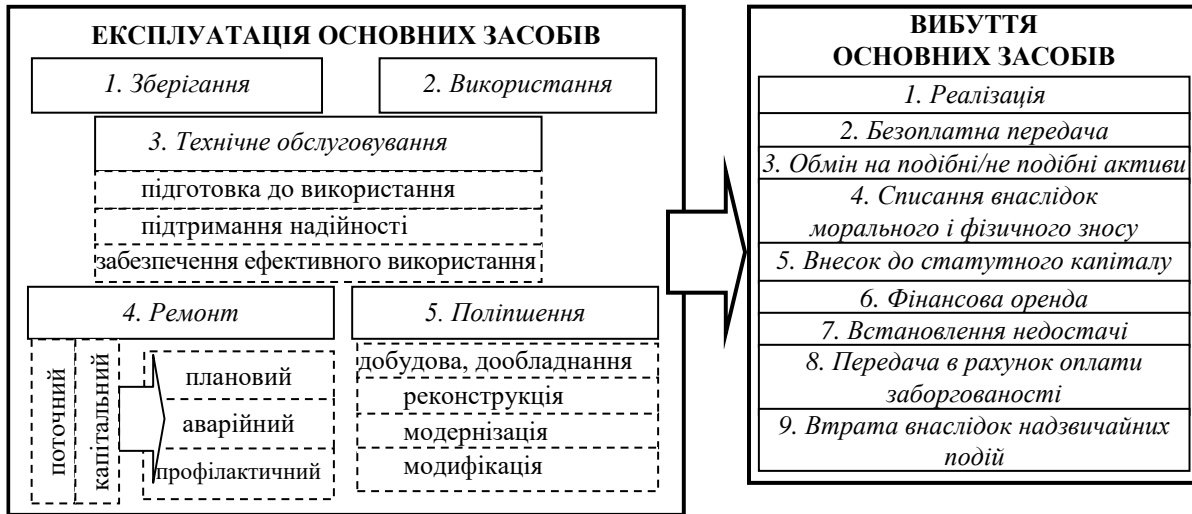 ЕКСПЛУАТАЦІЯ ОСНОВНИХ ЗАСОБІВ
1. Зберігання
2. Використання
3. Технічне обслуговування
підготовка до використання
підтримання надійності
забезпечення ефективного використання
4. Ремонт
поточний
капітальний
плановий
аварійний
профілактичний
5. Поліпшення
добудова, дообладнання
реконструкція
модернізація
модифікація
ВИБУТТЯ
ОСНОВНИХ ЗАСОБІВ
1. Реалізація
2. Безоплатна передача
3. Обмін на подібні/не подібні активи
4. Списання внаслідок
морального і фізичного зносу
5. Внесок до статутного капіталу
6. Фінансова оренда
7. Встановлення недостачі
8. Передача в рахунок оплати
заборгованості
9. Втрата внаслідок надзвичайних
подій